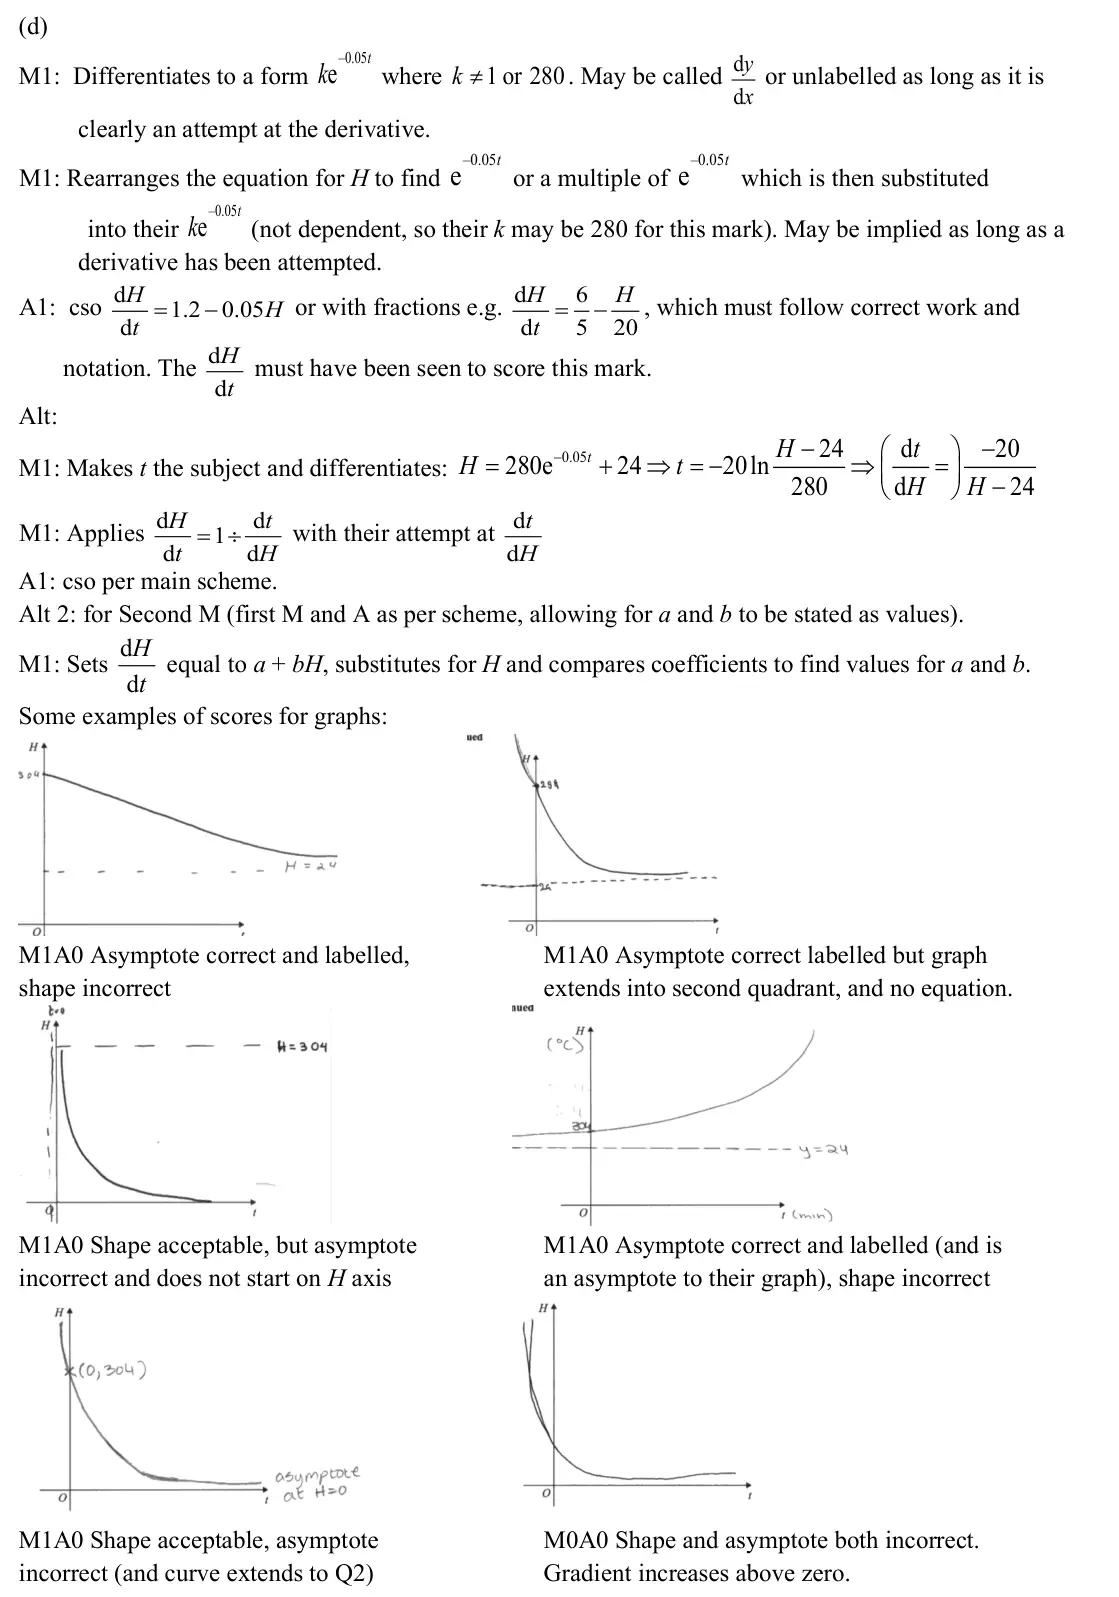 (d)
M1: Differentiates to a form ke^{-0.05t} where k ≠ 1 or 280. May be called dy/dx or unlabelled as long as it is
clearly an attempt at the derivative.
M1: Rearranges the equation for H to find e^{-0.05t} or a multiple of e^{-0.05t} which is then substituted
into their ke^{-0.05t} (not dependent, so their k may be 280 for this mark). May be implied as long as a
derivative has been attempted.
A1: cso dH/dt = 1.2 – 0.05H or with fractions e.g. dH/dt = 6/5 – H/20, which must follow correct work and
notation. The dH/dt must have been seen to score this mark.
Alt:
M1: Makes t the subject and differentiates: H = 280e^{-0.05t} + 24 ⇒ t = –20 ln (H – 24)/280 ⇒ (dt/dH =) –20/(H – 24)
M1: Applies dH/dt = 1 ÷ dt/dH with their attempt at dt/dH
A1: cso per main scheme.
Alt 2: for Second M (first M and A as per scheme, allowing for a and b to be stated as values).
M1: Sets dH/dt equal to a + bH, substitutes for H and compares coefficients to find values for a and b.
Some examples of scores for graphs:
H
304
H = 24
O
ued
H
O
t
M1A0 Asymptote correct and labelled,
shape incorrect
M1A0 Asymptote correct labelled but graph
extends into second quadrant, and no equation.
H
H=304
O
t
nued
H
(°C)
304
y=24
O
t (min)
M1A0 Shape acceptable, but asymptote
incorrect and does not start on H axis
M1A0 Asymptote correct and labelled (and is
an asymptote to their graph), shape incorrect
H
(0,304)
asymptote
at H=0
O
t
H
O
t
M1A0 Shape acceptable, asymptote
incorrect (and curve extends to Q2)
M0A0 Shape and asymptote both incorrect.
Gradient increases above zero.